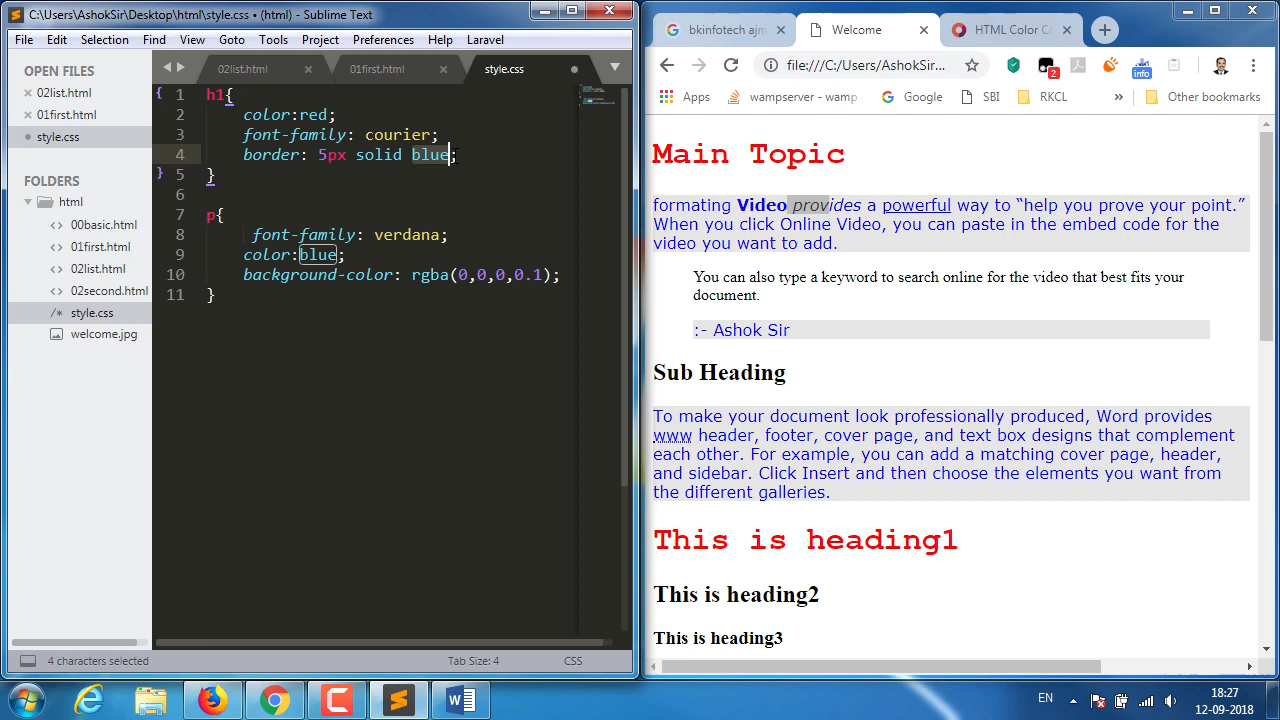 C:\Users\AshokSir\Desktop\html\style.css • (html) - Sublime Text
File Edit Selection Find View Goto Tools Project Preferences Help Laravel
OPEN FILES
02list.html
01first.html
style.css
FOLDERS
html
00basic.html
01first.html
02list.html
02second.html
style.css
welcome.jpg
02list.html 01first.html style.css
1 h1{
2 color:red;
3 font-family: courier;
4 border: 5px solid blue;
5 }
6
7 p{
8 font-family: verdana;
9 color:blue;
10 background-color: rgba(0,0,0,0.1);
11 }
4 characters selected Tab Size: 4 CSS
bkinfotech ajm Welcome HTML Color Co
file:///C:/Users/AshokSir... 2 info
Apps wampserver - wamp Google SBI RKCL » Other bookmarks
Main Topic
formating Video provides a powerful way to “help you prove your point.”
When you click Online Video, you can paste in the embed code for the
video you want to add.
You can also type a keyword to search online for the video that best fits your
document.
:- Ashok Sir
Sub Heading
To make your document look professionally produced, Word provides
www header, footer, cover page, and text box designs that complement
each other. For example, you can add a matching cover page, header,
and sidebar. Click Insert and then choose the elements you want from
the different galleries.
This is heading1
This is heading2
This is heading3
EN 18:27
12-09-2018